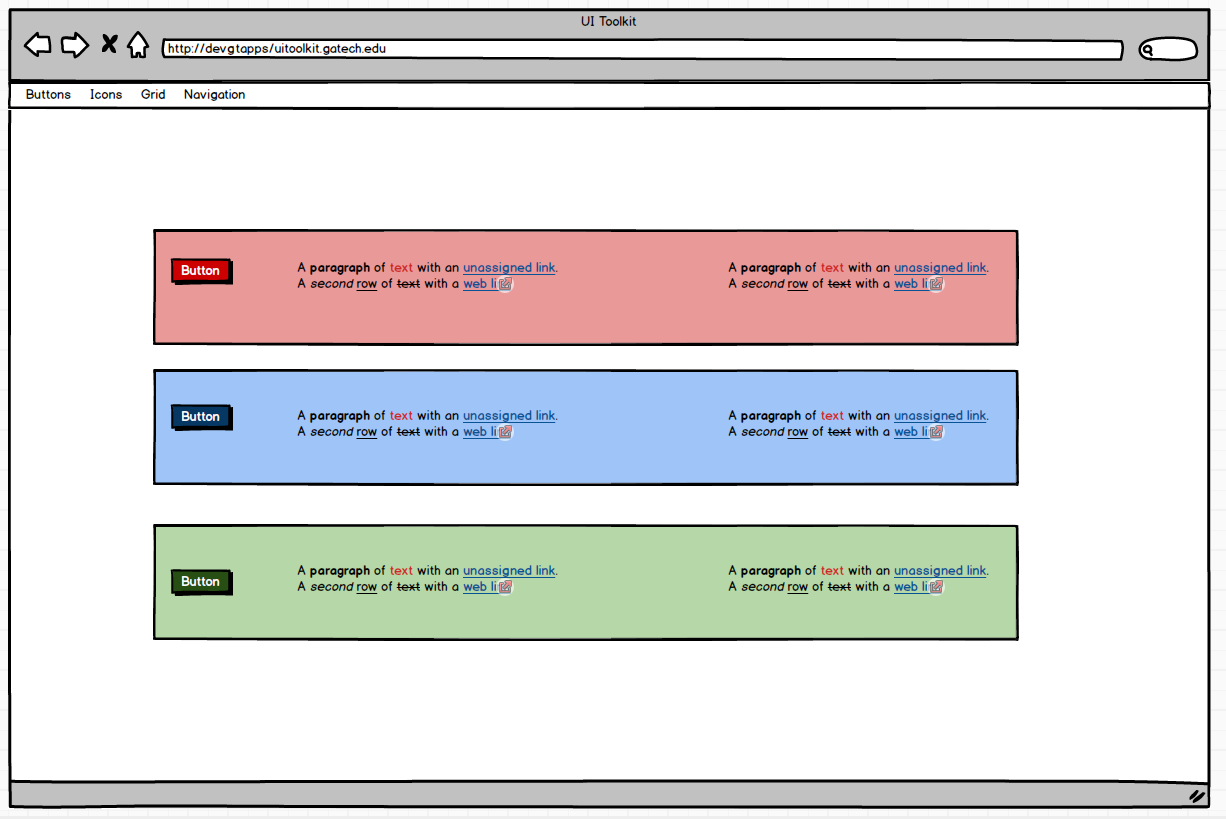 UI Toolkit
http://devgtapps/uitoolkit.gatech.edu
Buttons Icons Grid Navigation
Button
A paragraph of text with an unassigned link.
A second row of text with a web li
A paragraph of text with an unassigned link.
A second row of text with a web li
Button
A paragraph of text with an unassigned link.
A second row of text with a web li
A paragraph of text with an unassigned link.
A second row of text with a web li
Button
A paragraph of text with an unassigned link.
A second row of text with a web li
A paragraph of text with an unassigned link.
A second row of text with a web li